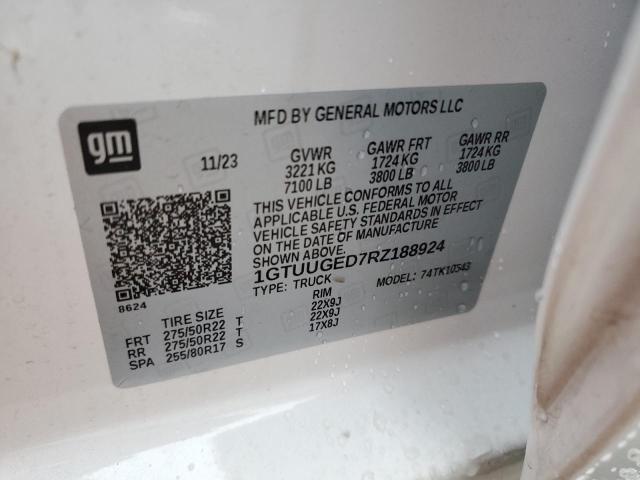 MFD BY GENERAL MOTORS LLC
gm
11/23 GVWR GAWR FRT GAWR RR
3221 KG 1724 KG 1724 KG
7100 LB 3800 LB 3800 LB
THIS VEHICLE CONFORMS TO ALL
APPLICABLE U.S. FEDERAL MOTOR
VEHICLE SAFETY STANDARDS IN EFFECT
ON THE DATE OF MANUFACTURE
SHOWN ABOVE.
1GTUUGED7RZ188924
TYPE: TRUCK MODEL: 74TK10543
8624
TIRE SIZE RIM
FRT 275/50R22 T 22X9J
RR 275/50R22 T 22X9J
SPA 255/80R17 S 17X8J